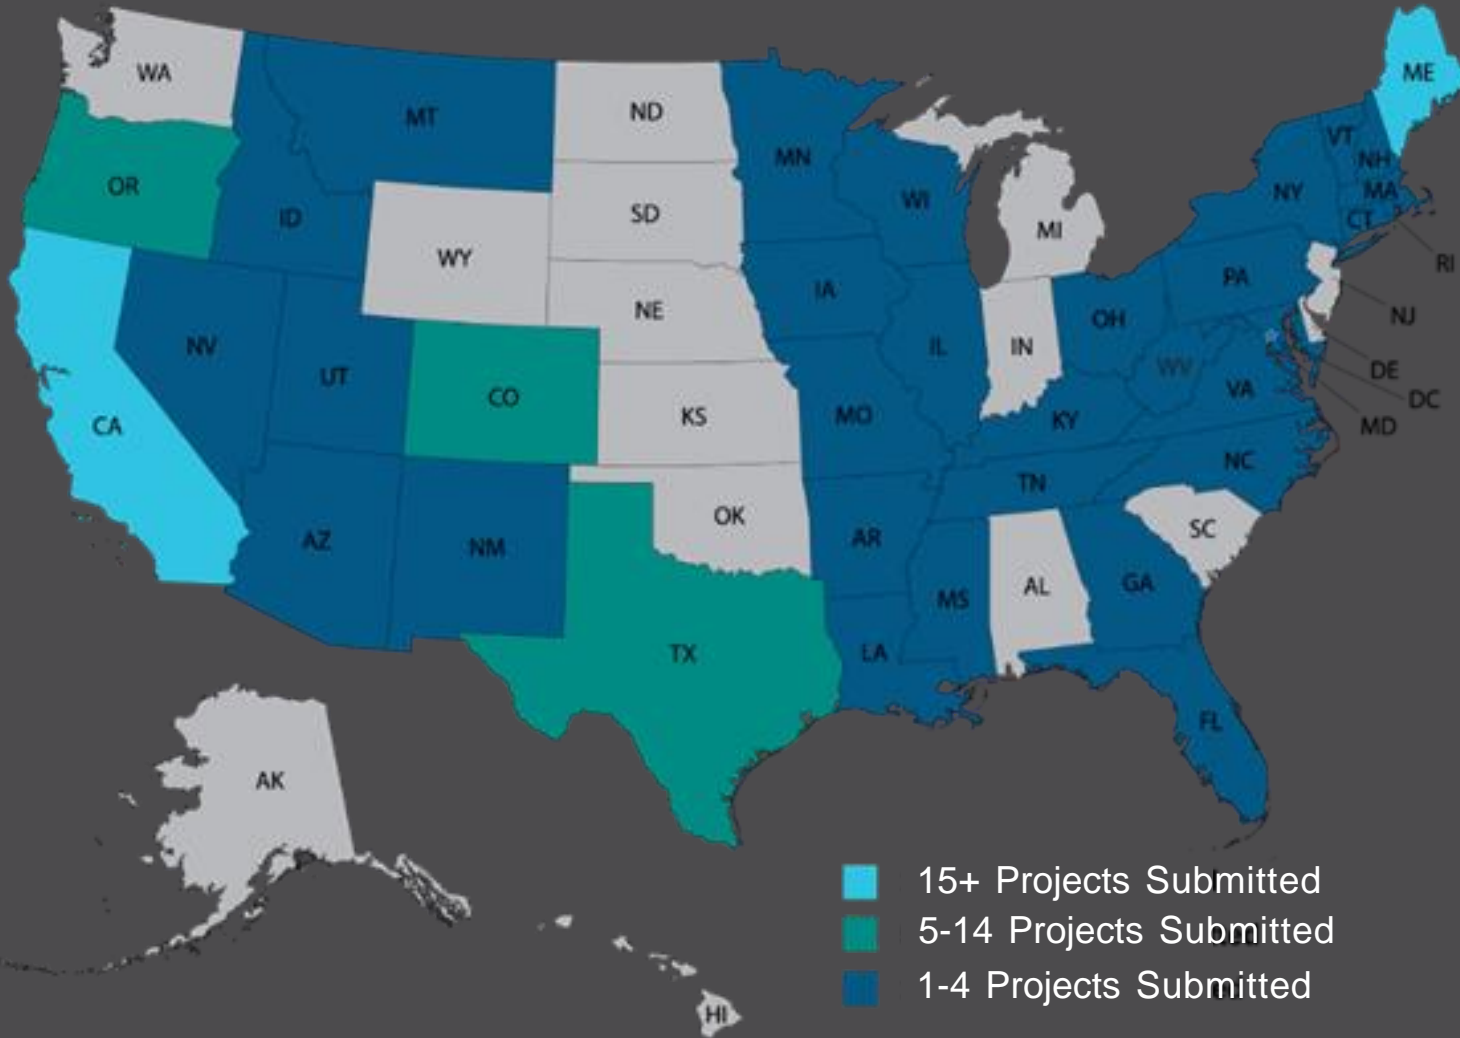 WA
MT
ND
MN
ME
VT
NH
OR
ID
SD
WI
NY
MA
CT
MI
RI
WY
IA
PA
NE
NJ
NV
UT
CO
IL
IN
OH
DE
WV
VA
DC
CA
KS
MO
KY
MD
TN
NC
AZ
NM
OK
AR
SC
MS
AL
GA
TX
LA
FL
AK
HI
15+ Projects Submitted
5-14 Projects Submitted
1-4 Projects Submitted